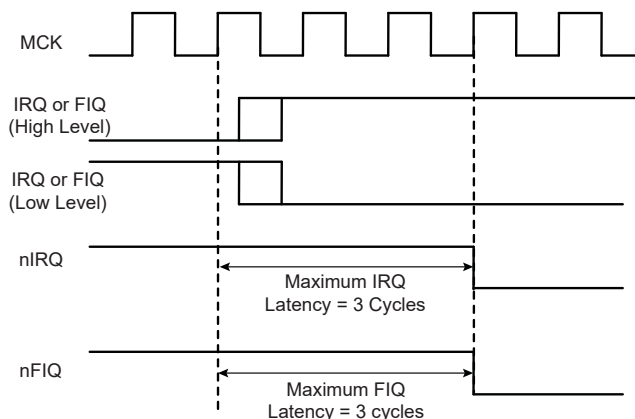 MCK
IRQ or FIQ
(High Level)
IRQ or FIQ
(Low Level)
nIRQ
Maximum IRQ
Latency = 3 Cycles
nFIQ
Maximum FIQ
Latency = 3 cycles